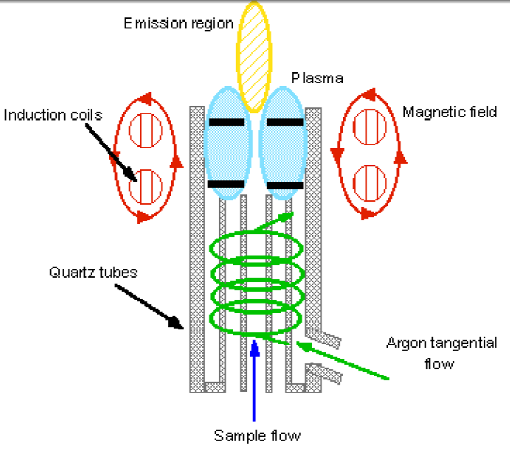 Emission region
Plasma
Induction coils
Magnetic field
Quartz tubes
Argon tangential
flow
Sample flow